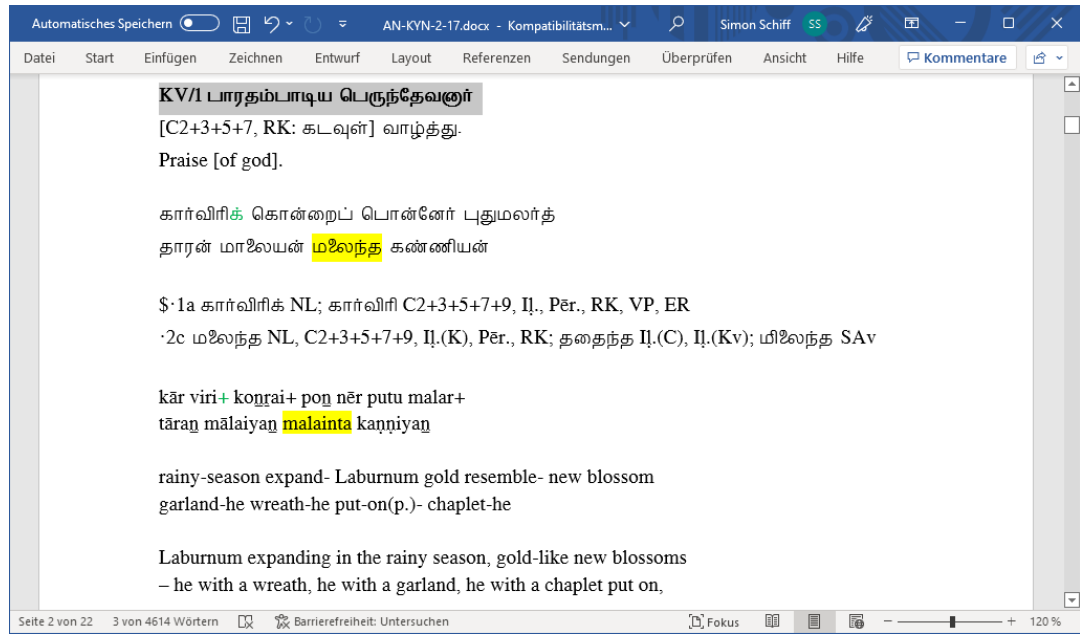 Automatisches Speichern AN-KYN-2-17.docx - Kompatibilitätsm... Simon Schiff SS
Datei Start Einfügen Zeichnen Entwurf Layout Referenzen Sendungen Überprüfen Ansicht Hilfe Kommentare
KV/1 பாரதம்பாடிய பெருந்தேவனார்
[C2+3+5+7, RK: கடவுள்] வாழ்த்து.
Praise [of god].
கார்விரிக் கொன்றைப் பொன்னேர் புதுமலர்த்
தாரன் மாலையன் மலைந்த கண்ணியன்
$·1a கார்விரிக் NL; கார்விரி C2+3+5+7+9, Iḷ., Pēr., RK, VP, ER
·2c மலைந்த NL, C2+3+5+7+9, Iḷ.(K), Pēr., RK; ததைந்த Iḷ.(C), Iḷ.(Kv); மிலைந்த SAv
kār viri+ koṉṟai+ poṉ nēr putu malar+
tāraṉ mālaiyaṉ malainta kaṇṇiyaṉ
rainy-season expand- Laburnum gold resemble- new blossom
garland-he wreath-he put-on(p.)- chaplet-he
Laburnum expanding in the rainy season, gold-like new blossoms
– he with a wreath, he with a garland, he with a chaplet put on,
Seite 2 von 22 3 von 4614 Wörtern Barrierefreiheit: Untersuchen Fokus 120 %